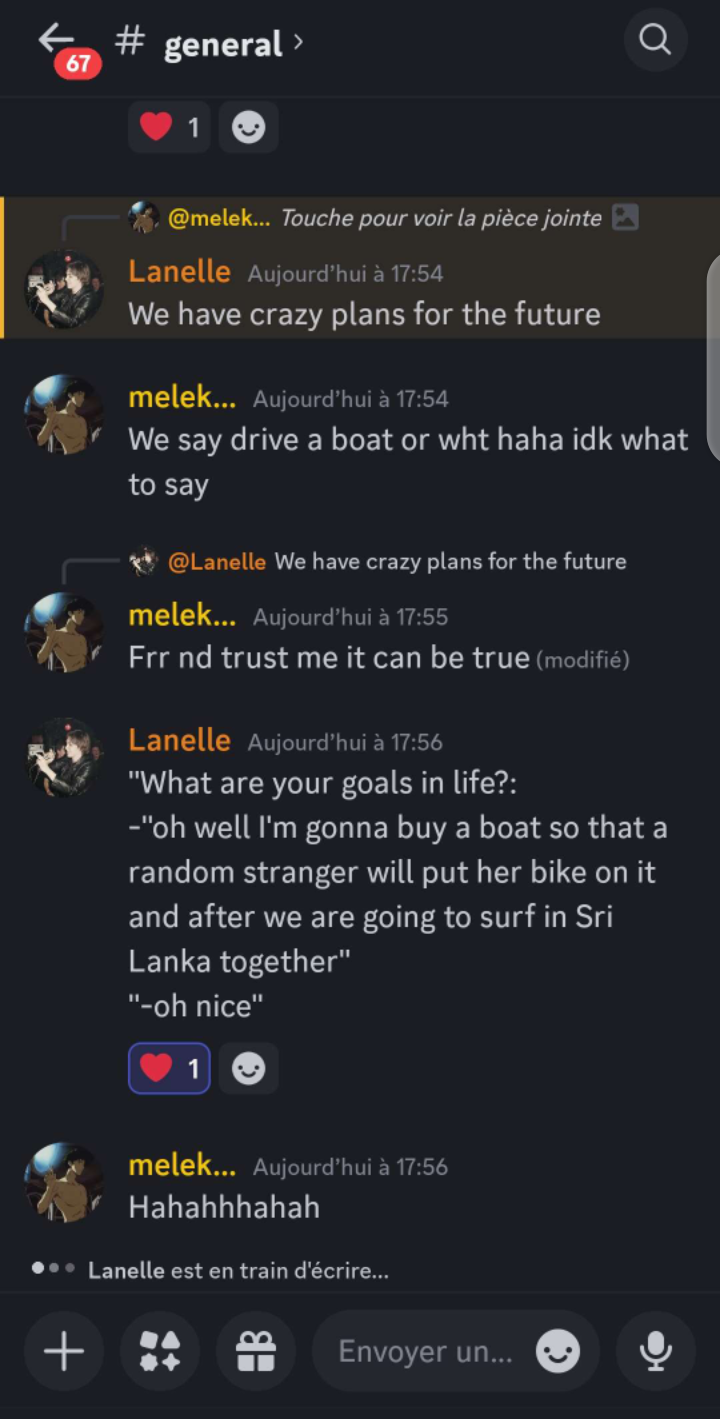 67
# general >
❤️ 1
@melek... Touche pour voir la pièce jointe
Lanelle Aujourd'hui à 17:54
We have crazy plans for the future
melek... Aujourd'hui à 17:54
We say drive a boat or wht haha idk what
to say
@Lanelle We have crazy plans for the future
melek... Aujourd'hui à 17:55
Frr nd trust me it can be true (modifié)
Lanelle Aujourd'hui à 17:56
"What are your goals in life?:
-"oh well I'm gonna buy a boat so that a
random stranger will put her bike on it
and after we are going to surf in Sri
Lanka together"
"-oh nice"
❤️ 1
melek... Aujourd'hui à 17:56
Hahahhhahah
Lanelle est en train d'écrire...
Envoyer un...